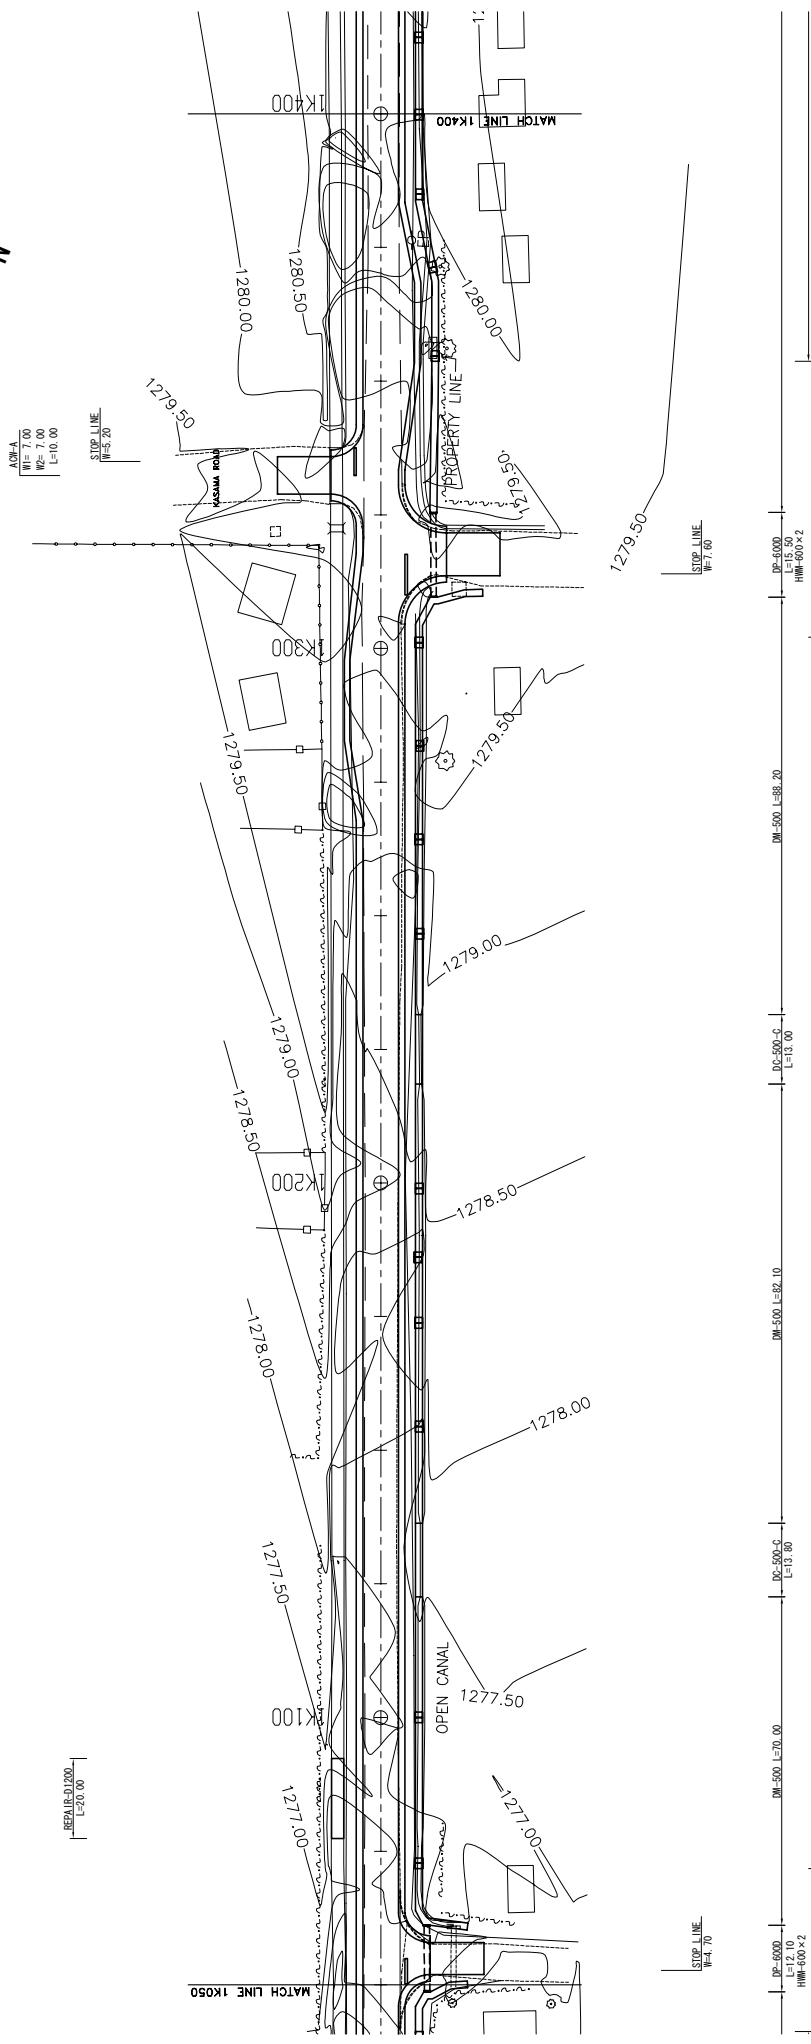 N
1K400
MATCH LINE 1K400
1280.00
1280.50
1280.00
1279.50
ACW-A
W1= 7.00
W2= 7.00
L=10.00
STOP LINE
W=5.20
KASAMA ROAD
PROPERTY LINE
1279.50
1279.50
STOP LINE
W=7.60
DP-600D
L=15.50
HWM-600×2
1K300
1279.50
1279.50
DM-500 L=88.20
1279.00
1279.00
DC-500-C
L=13.00
1278.50
1K200
1278.50
DM-500 L=82.10
1278.00
1278.00
DC-500-C
L=13.80
1277.50
OPEN CANAL
1277.50
1K100
DM-500 L=70.00
REPAIR-D1200
L=20.00
1277.00
1277.00
STOP LINE
W=4.70
DP-600D
L=12.10
HWM-600×2
MATCH LINE 1K050